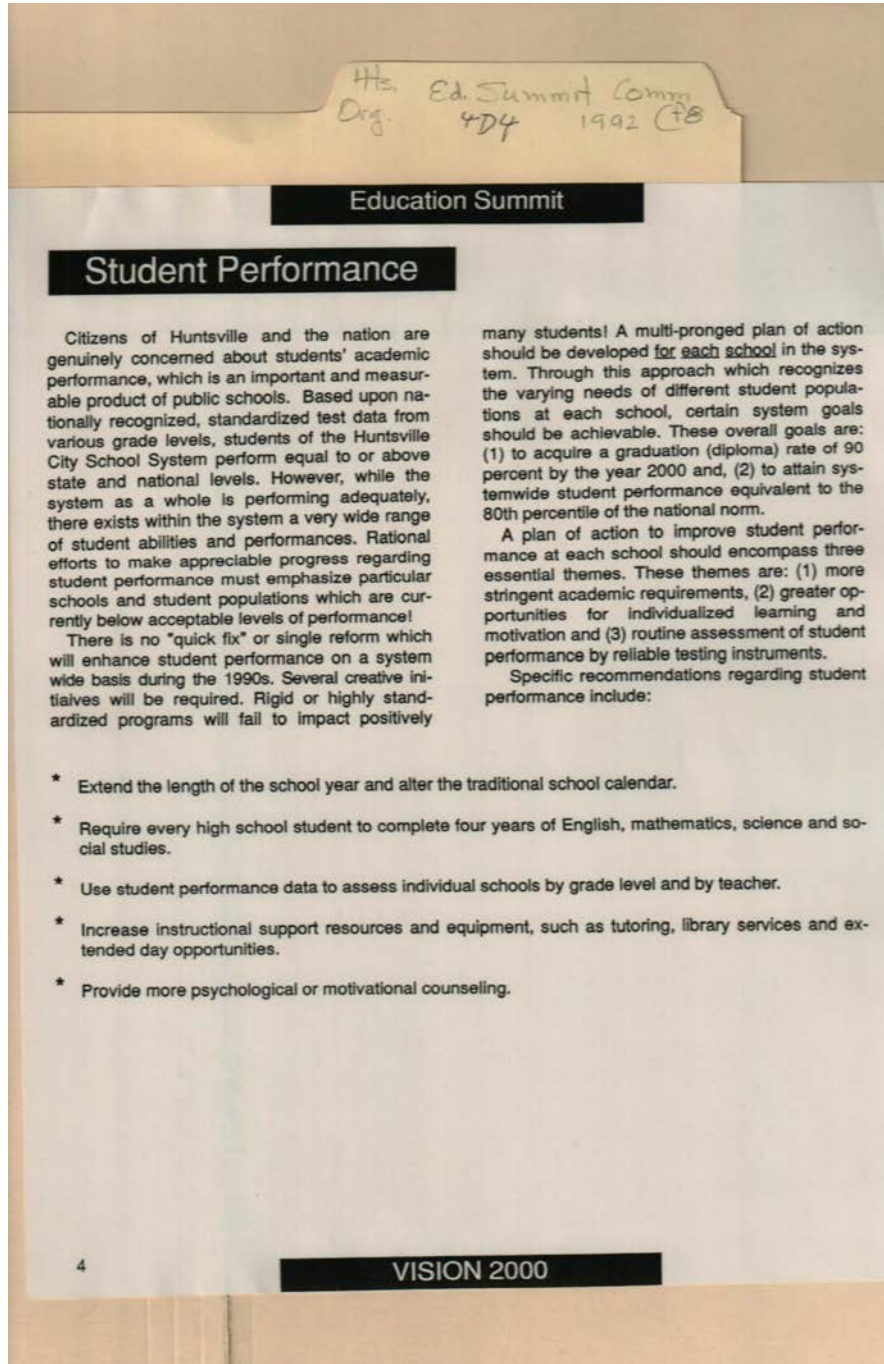 Hts. Ed. Summit Comm
Org. 4D4 1992
Education Summit
Student Performance
Citizens of Huntsville and the nation are
genuinely concerned about students' academic
performance, which is an important and measur-
able product of public schools. Based upon na-
tionally recognized, standardized test data from
various grade levels, students of the Huntsville
City School System perform equal to or above
state and national levels. However, while the
system as a whole is performing adequately,
there exists within the system a very wide range
of student abilities and performances. Rational
efforts to make appreciable progress regarding
student performance must emphasize particular
schools and student populations which are cur-
rently below acceptable levels of performance!
There is no "quick fix" or single reform which
will enhance student performance on a system
wide basis during the 1990s. Several creative ini-
tiaives will be required. Rigid or highly stand-
ardized programs will fail to impact positively
many students! A multi-pronged plan of action
should be developed for each school in the sys-
tem. Through this approach which recognizes
the varying needs of different student popula-
tions at each school, certain system goals
should be achievable. These overall goals are:
(1) to acquire a graduation (diploma) rate of 90
percent by the year 2000 and, (2) to attain sys-
temwide student performance equivalent to the
80th percentile of the national norm.
A plan of action to improve student perfor-
mance at each school should encompass three
essential themes. These themes are: (1) more
stringent academic requirements, (2) greater op-
portunities for individualized learning and
motivation and (3) routine assessment of student
performance by reliable testing instruments.
Specific recommendations regarding student
performance include:
* Extend the length of the school year and alter the traditional school calendar.
* Require every high school student to complete four years of English, mathematics, science and so-
cial studies.
* Use student performance data to assess individual schools by grade level and by teacher.
* Increase instructional support resources and equipment, such as tutoring, library services and ex-
tended day opportunities.
* Provide more psychological or motivational counseling.
4
VISION 2000